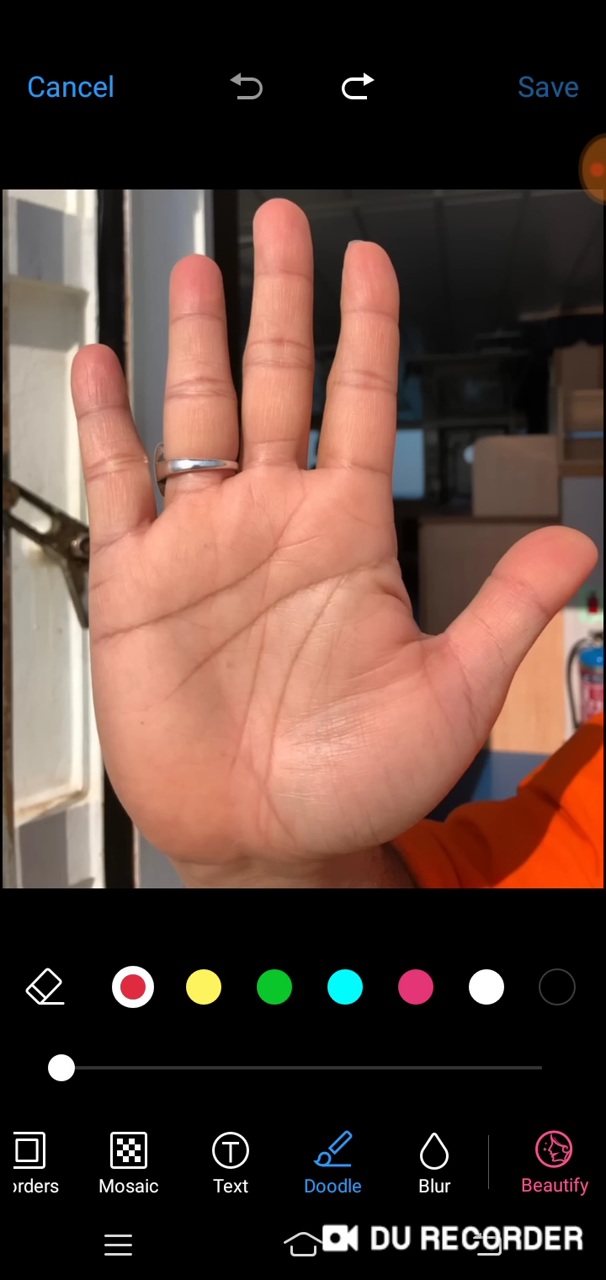 Cancel
Save
orders
Mosaic
Text
Doodle
Blur
Beautify
DU RECORDER